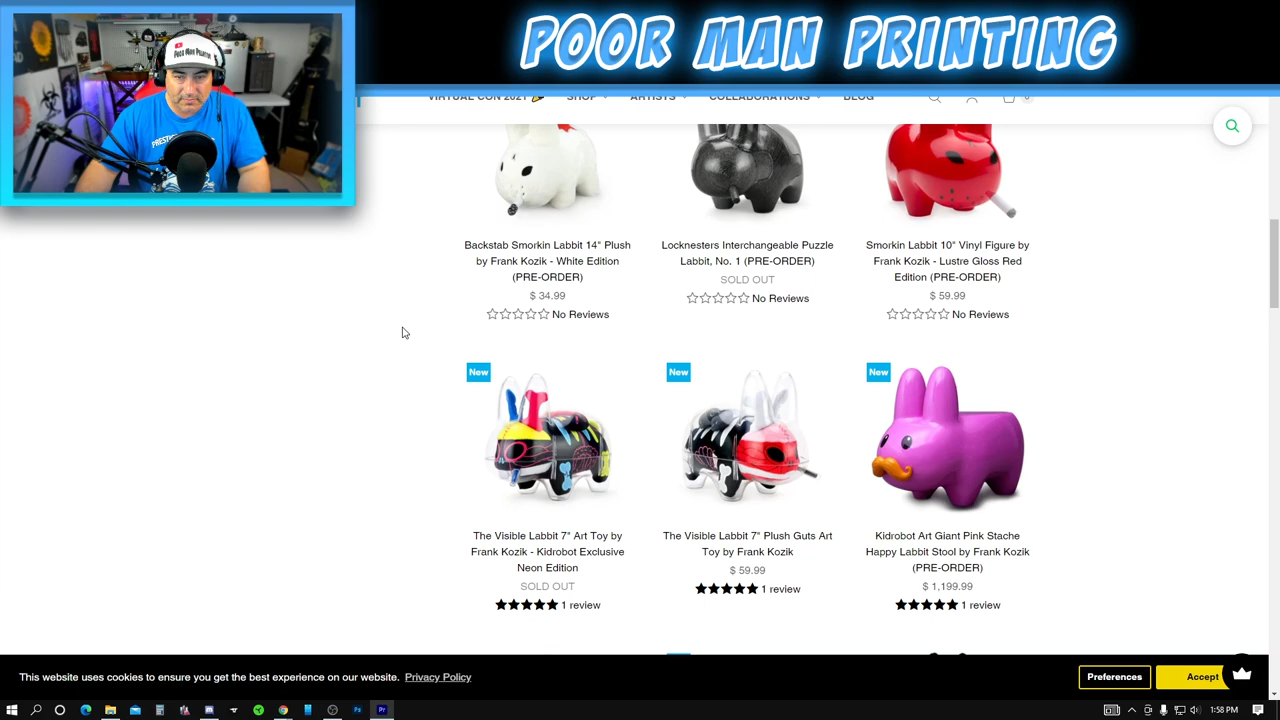 POOR MAN PRINTING
POOR MAN PRINTING
VIRTUAL CON 2021 SHOP ARTISTS COLLABORATIONS BLOG 0
Backstab Smorkin Labbit 14" Plush
by Frank Kozik - White Edition
(PRE-ORDER)
$ 34.99
No Reviews
Locknesters Interchangeable Puzzle
Labbit, No. 1 (PRE-ORDER)
SOLD OUT
No Reviews
Smorkin Labbit 10" Vinyl Figure by
Frank Kozik - Lustre Gloss Red
Edition (PRE-ORDER)
$ 59.99
No Reviews
New
The Visible Labbit 7" Art Toy by
Frank Kozik - Kidrobot Exclusive
Neon Edition
SOLD OUT
1 review
New
The Visible Labbit 7" Plush Guts Art
Toy by Frank Kozik
$ 59.99
1 review
New
Kidrobot Art Giant Pink Stache
Happy Labbit Stool by Frank Kozik
(PRE-ORDER)
$ 1,199.99
1 review
This website uses cookies to ensure you get the best experience on our website. Privacy Policy
Preferences
Accept
Ps
Pr
1:58 PM